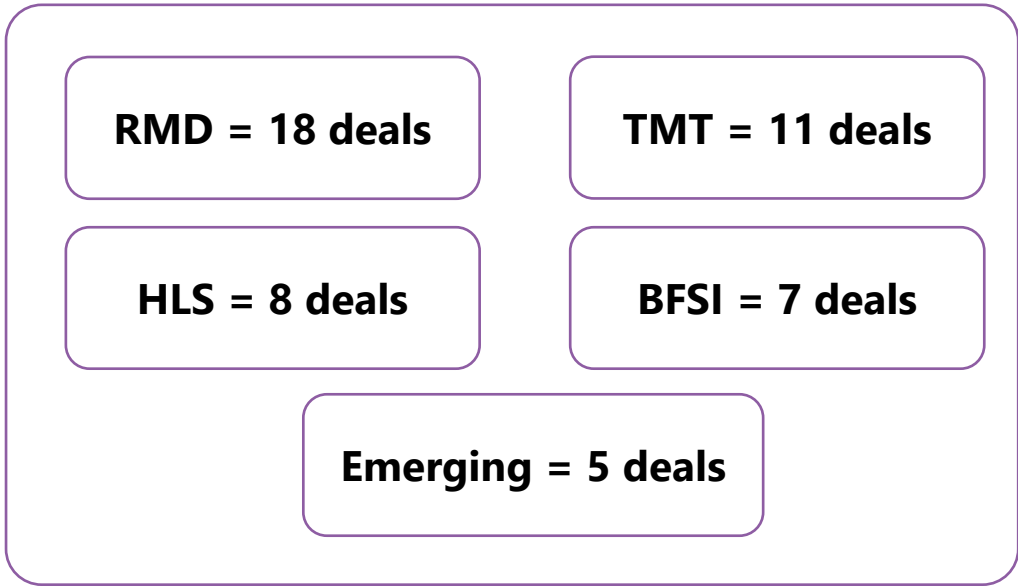 RMD = 18 deals
TMT = 11 deals
HLS = 8 deals
BFSI = 7 deals
Emerging = 5 deals